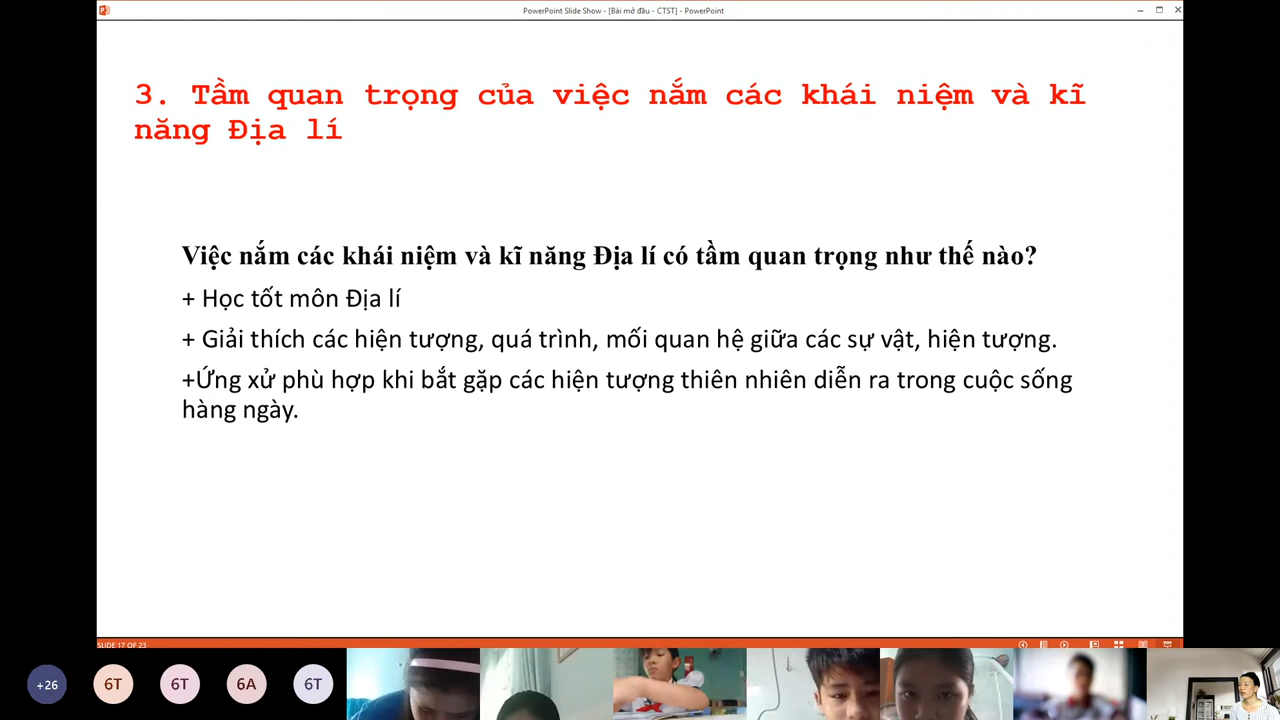 PowerPoint Slide Show - [Bài mở đầu - CTST] - PowerPoint
3. Tầm quan trọng của việc nắm các khái niệm và kĩ
năng Địa lí
Việc nắm các khái niệm và kĩ năng Địa lí có tầm quan trọng như thế nào?
+ Học tốt môn Địa lí
+ Giải thích các hiện tượng, quá trình, mối quan hệ giữa các sự vật, hiện tượng.
+Ứng xử phù hợp khi bắt gặp các hiện tượng thiên nhiên diễn ra trong cuộc sống
hàng ngày.
SLIDE 17 OF 23
+26 6T 6T 6A 6T